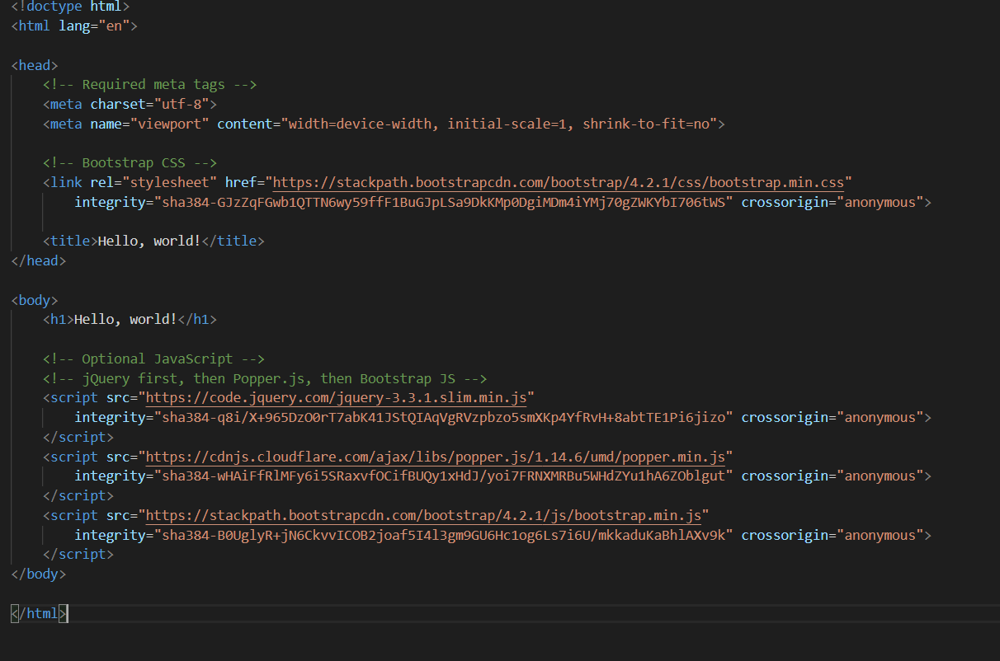 <!doctype html>
<html lang="en">
<head>
<!-- Required meta tags -->
<meta charset="utf-8">
<meta name="viewport" content="width=device-width, initial-scale=1, shrink-to-fit=no">
<!-- Bootstrap CSS -->
<link rel="stylesheet" href="https://stackpath.bootstrapcdn.com/bootstrap/4.2.1/css/bootstrap.min.css"
integrity="sha384-GJzZqFGwb1QTTN6wy59ffF1BuGJpLSa9DkKMp0DgiMDm4iYMj70gZWKYbI706tWS" crossorigin="anonymous">
<title>Hello, world!</title>
</head>
<body>
<h1>Hello, world!</h1>
<!-- Optional JavaScript -->
<!-- jQuery first, then Popper.js, then Bootstrap JS -->
<script src="https://code.jquery.com/jquery-3.3.1.slim.min.js"
integrity="sha384-q8i/X+965DzO0rT7abK41JStQIAqVgRVzpbzo5smXKp4YfRvH+8abtTE1Pi6jizo" crossorigin="anonymous">
</script>
<script src="https://cdnjs.cloudflare.com/ajax/libs/popper.js/1.14.6/umd/popper.min.js"
integrity="sha384-wHAiFfRlMFy6i5SRaxvfOCifBUQy1xHdJ/yoi7FRNXMRBu5WHdZYu1hA6ZOblgut" crossorigin="anonymous">
</script>
<script src="https://stackpath.bootstrapcdn.com/bootstrap/4.2.1/js/bootstrap.min.js"
integrity="sha384-B0UglyR+jN6CkvvICOB2joaf5I4l3gm9GU6Hc1og6Ls7i6U/mkkaduKaBhlAXv9k" crossorigin="anonymous">
</script>
</body>
</html>